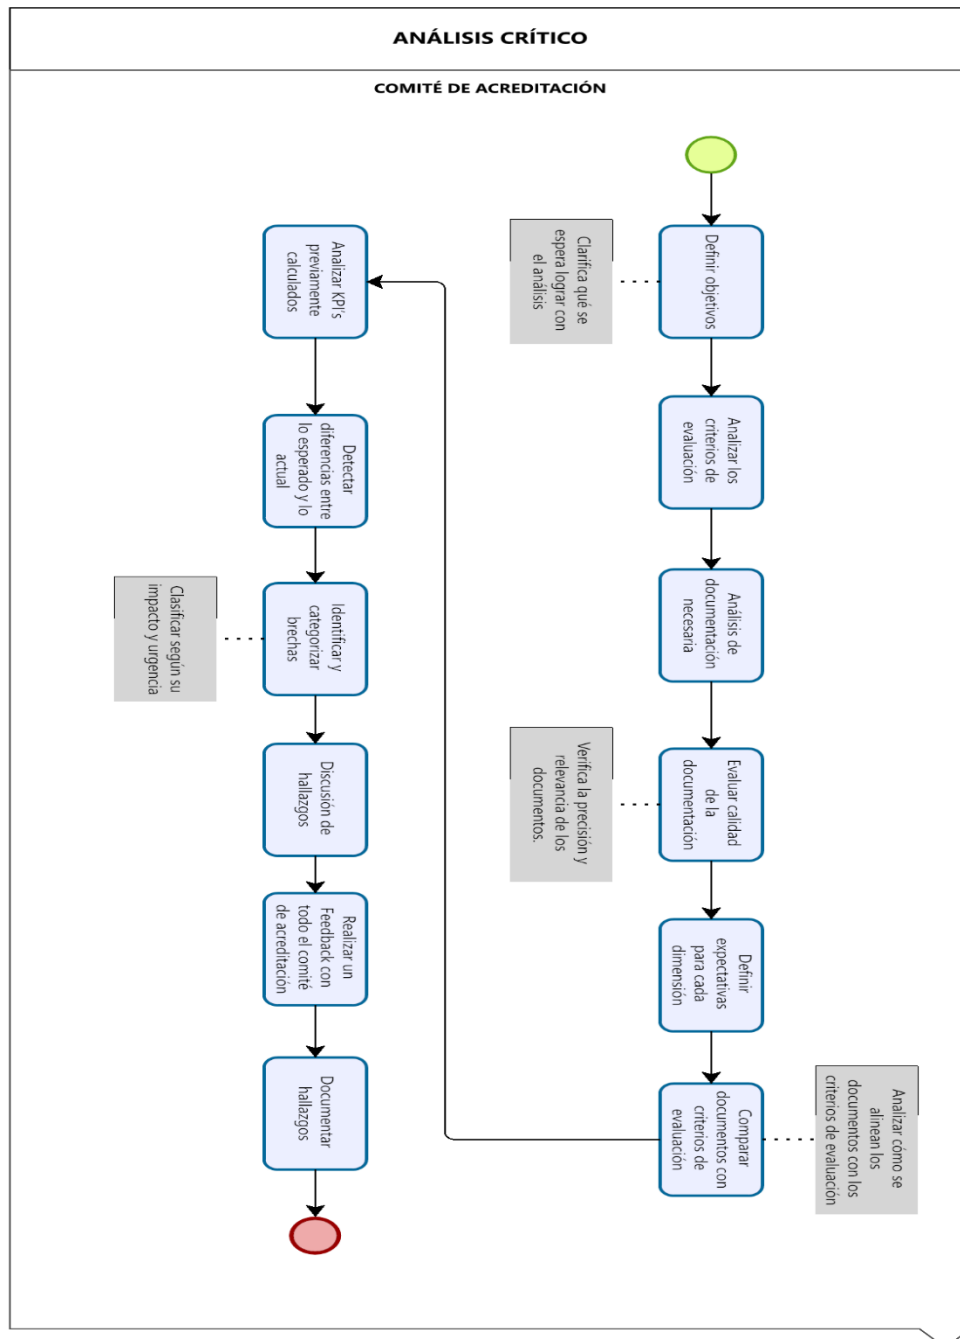 ANÁLISIS CRÍTICO
COMITÉ DE ACREDITACIÓN
Definir objetivos
Clarifica qué se
espera lograr con
el análisis
Analizar los
criterios de
evaluación
Análisis de
documentación
necesaria
Evaluar calidad
de la
documentación
Verifica la precisión y
relevancia de los
documentos.
Definir
expectativas
para cada
dimensión
Comparar
documentos con
criterios de
evaluación
Analizar cómo se
alinean los
documentos con los
criterios de evaluación
Analizar KPI's
previamente
calculados
Detectar
diferencias entre
lo esperado y lo
actual
Identificar y
categorizar
brechas
Clasificar según su
impacto y urgencia
Discusión de
hallazgos
Realizar un
Feedback con
todo el comité
de acreditación
Documentar
hallazgos